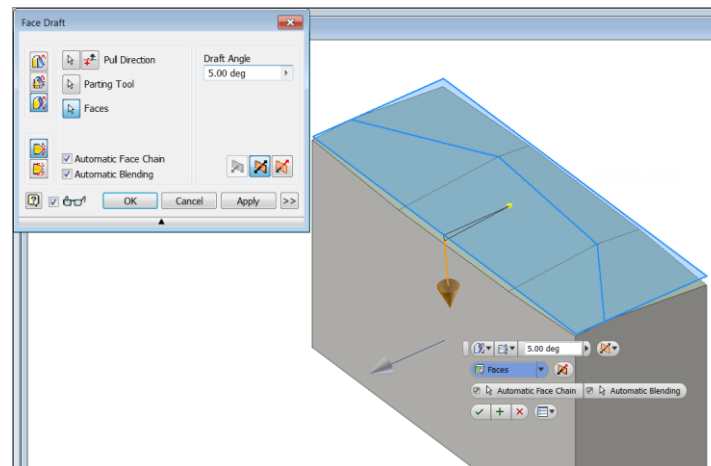 Face Draft
Pull Direction
Draft Angle
5.00 deg
Parting Tool
Faces
Automatic Face Chain
Automatic Blending
OK
Cancel
Apply
>>
5.00 deg
Faces
Automatic Face Chain
Automatic Blending